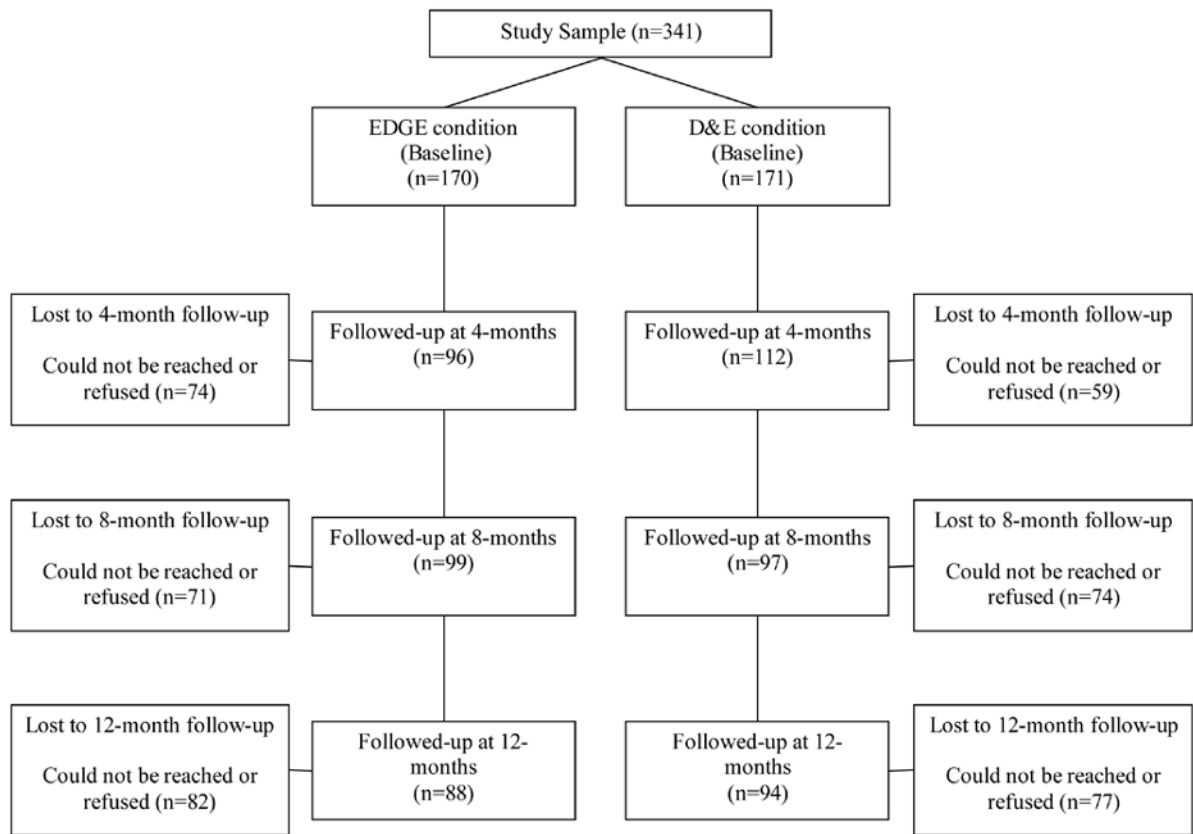 Study Sample (n=341)
EDGE condition
(Baseline)
(n=170)
D&E condition
(Baseline)
(n=171)
Lost to 4-month follow-up
Could not be reached or
refused (n=74)
Followed-up at 4-months
(n=96)
Followed-up at 4-months
(n=112)
Lost to 4-month follow-up
Could not be reached or
refused (n=59)
Lost to 8-month follow-up
Could not be reached or
refused (n=71)
Followed-up at 8-months
(n=99)
Followed-up at 8-months
(n=97)
Lost to 8-month follow-up
Could not be reached or
refused (n=74)
Lost to 12-month follow-up
Could not be reached or
refused (n=82)
Followed-up at 12-
months
(n=88)
Followed-up at 12-
months
(n=94)
Lost to 12-month follow-up
Could not be reached or
refused (n=77)